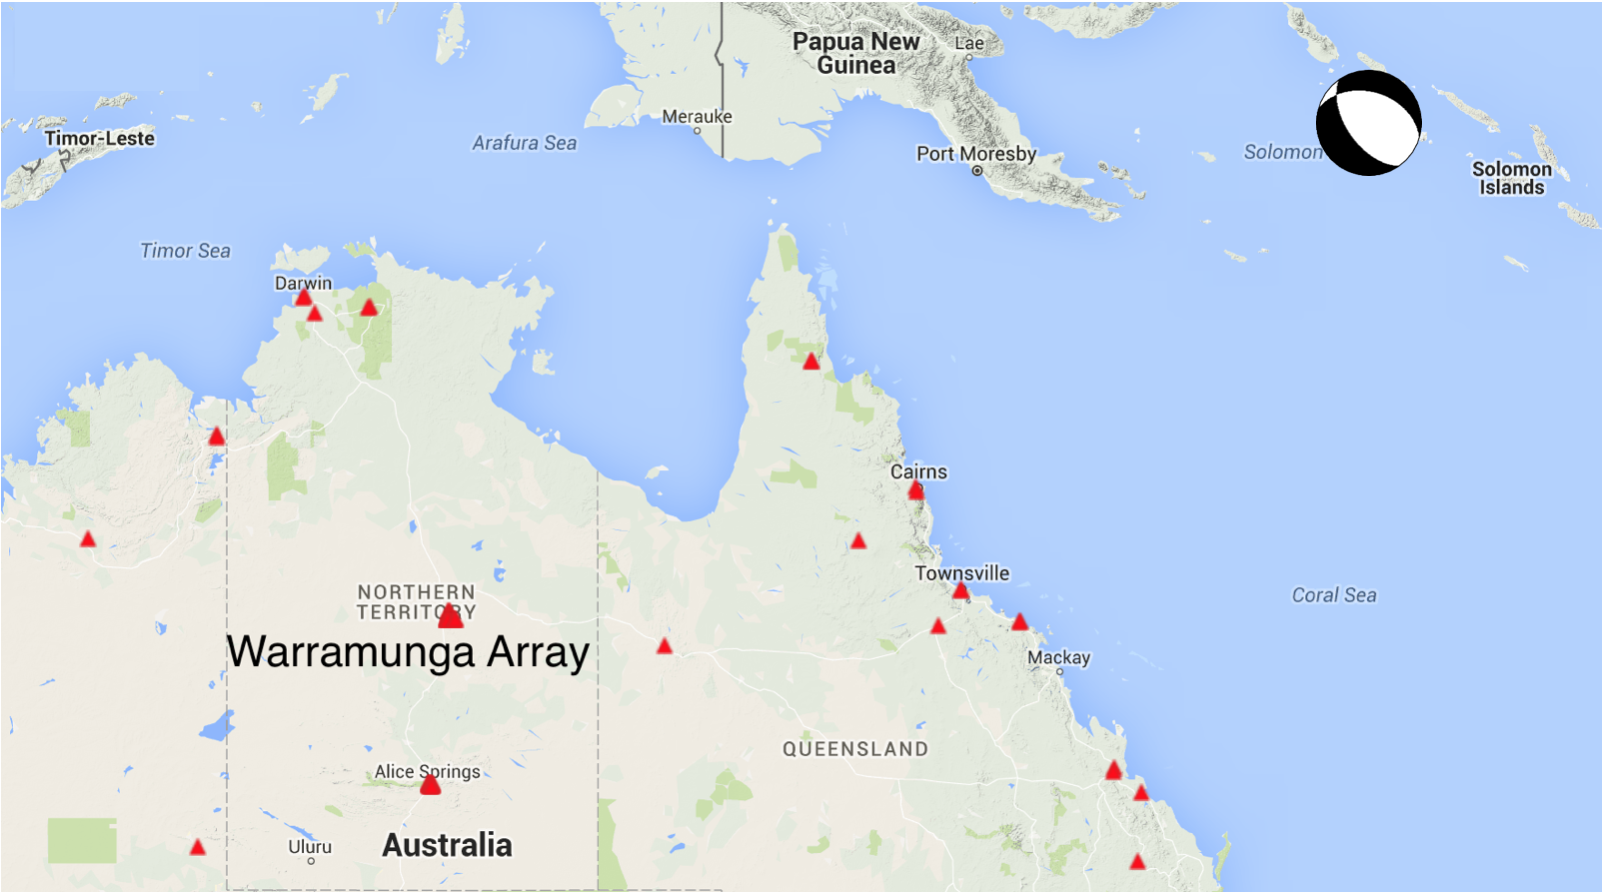 Papua New
Guinea
Lae
Merauke
Timor-Leste
Arafura Sea
Port Moresby
Solomon
Solomon
Islands
Timor Sea
Darwin
Cairns
Townsville
NORTHERN
TERRITORY
Coral Sea
Warramunga Array
Mackay
QUEENSLAND
Alice Springs
Uluru
Australia